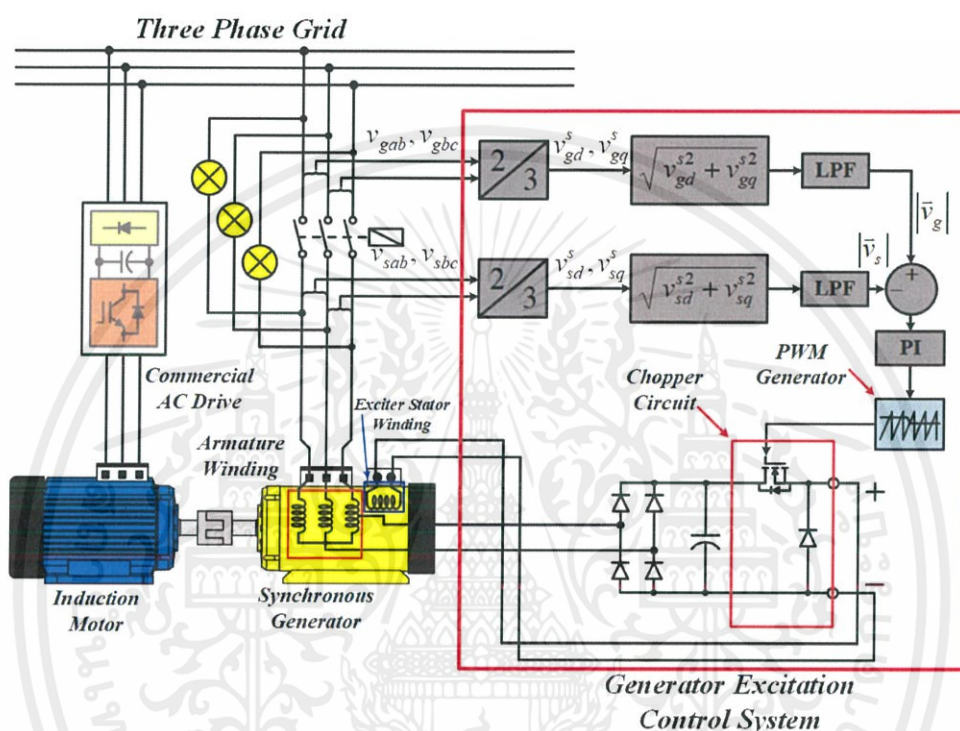 Three Phase Grid
v_gab, v_gbc
2/3
v^s_gd, v^s_gq
√(v^s2_gd + v^s2_gq)
LPF
|v̄_g|
v_sab, v_sbc
2/3
v^s_sd, v^s_sq
√(v^s2_sd + v^s2_sq)
LPF
|v̄_s|
+
−
PI
PWM
Generator
Chopper
Circuit
Commercial
AC Drive
Exciter Stator
Winding
Armature
Winding
+
−
Induction
Motor
Synchronous
Generator
Generator Excitation
Control System